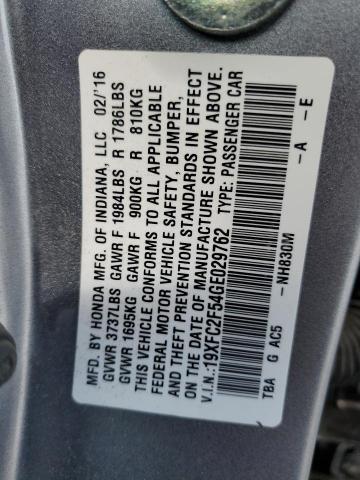 MFD. BY HONDA MFG. OF INDIANA, LLC 02/'16
GVWR 3737LBS GAWR F 1984LBS R 1786LBS
GVWR 1695KG GAWR F 900KG R 810KG
THIS VEHICLE CONFORMS TO ALL APPLICABLE
FEDERAL MOTOR VEHICLE SAFETY, BUMPER,
AND THEFT PREVENTION STANDARDS IN EFFECT
ON THE DATE OF MANUFACTURE SHOWN ABOVE.
V.I.N.:19XFC2F54GE029762 TYPE: PASSENGER CAR
-NH830M -A -E
TBA G AC5